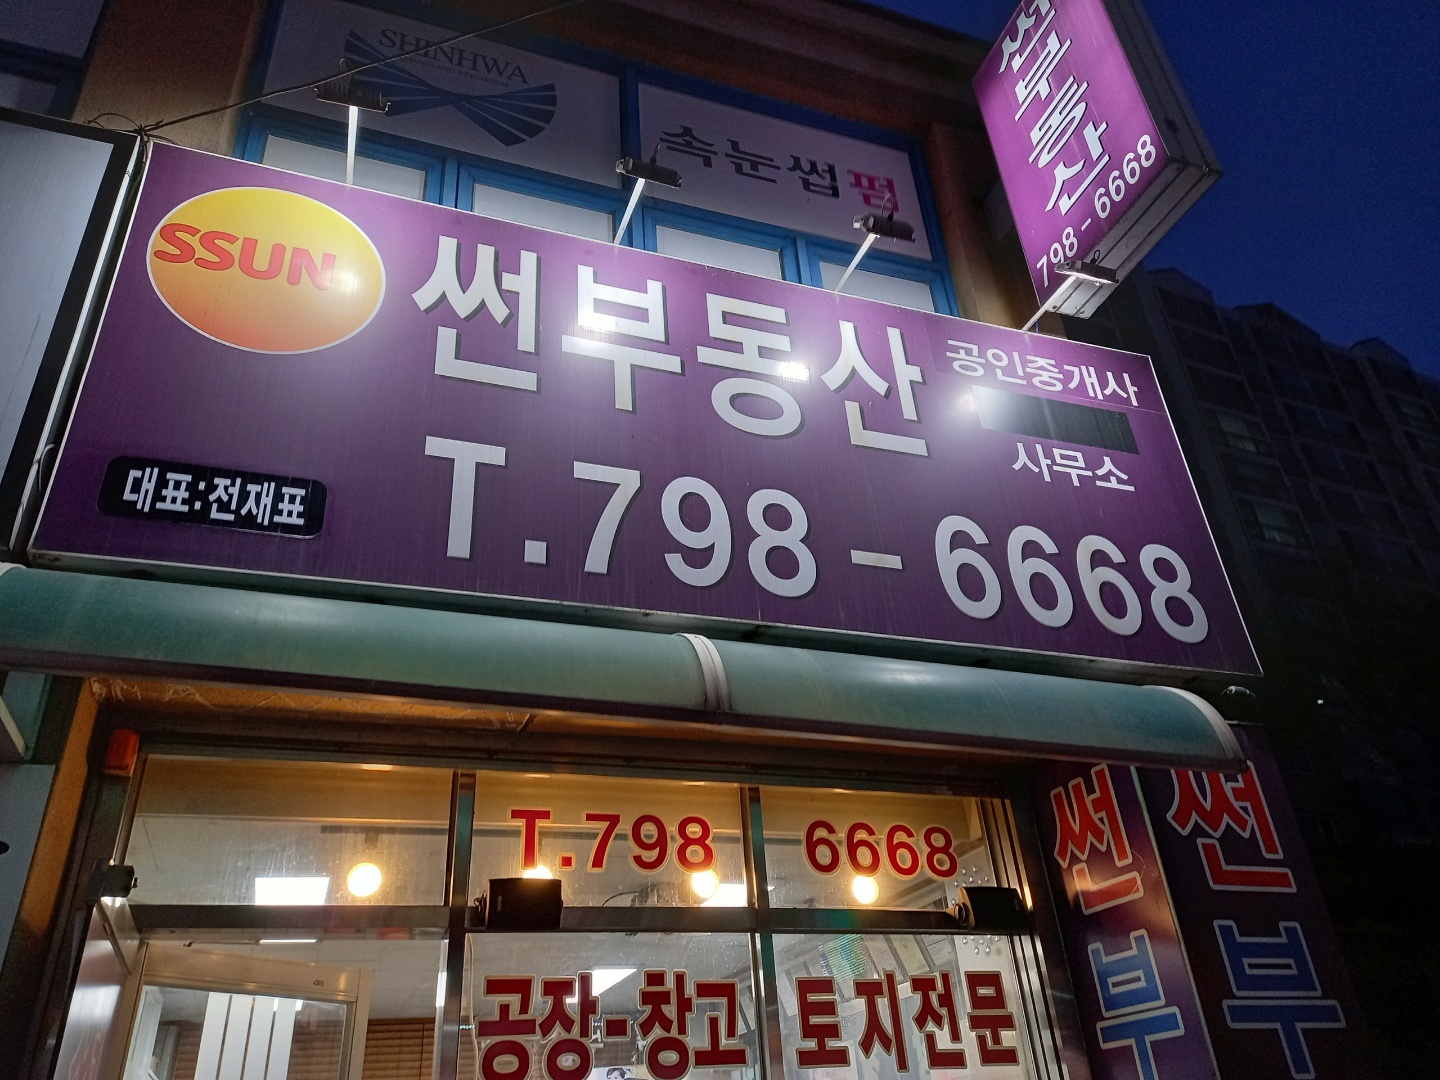 SHINHWA
속눈썹펌
썬부동산
798-6668
SSUN
썬부동산
공인중개사
사무소
대표:전재표
T.798-6668
T.798 6668
공장-창고 토지전문
썬부
썬부